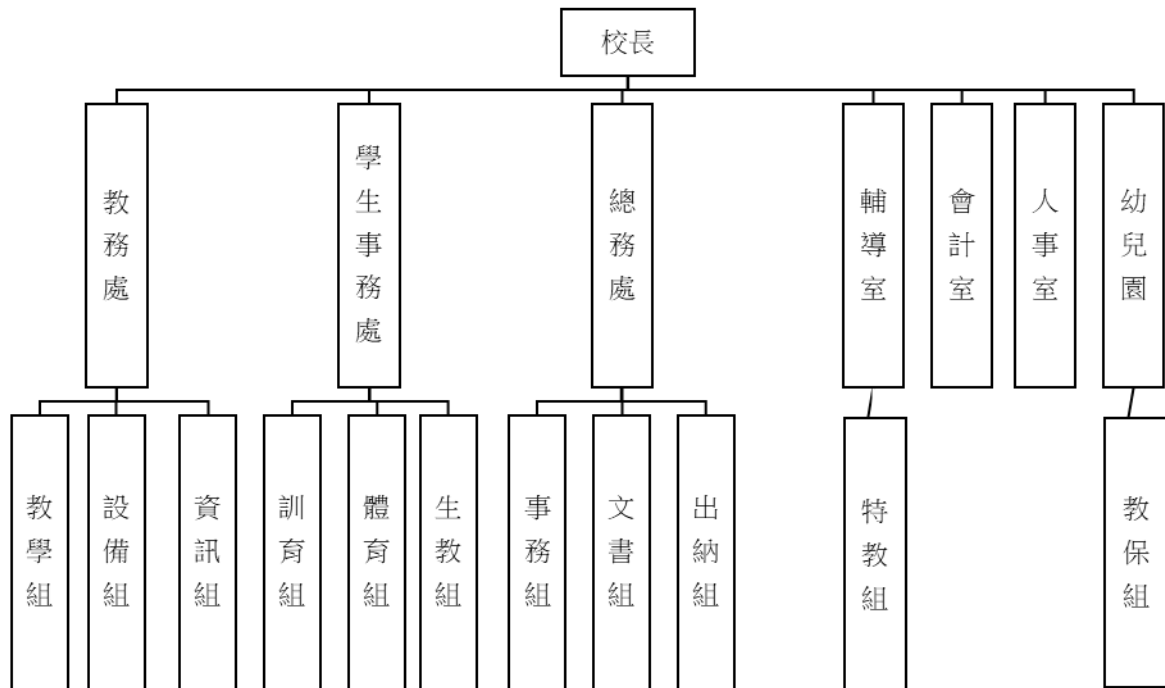 校長
教務處
學生事務處
總務處
輔導室
會計室
人事室
幼兒園
教學組
設備組
資訊組
訓育組
體育組
生教組
事務組
文書組
出納組
特教組
教保組